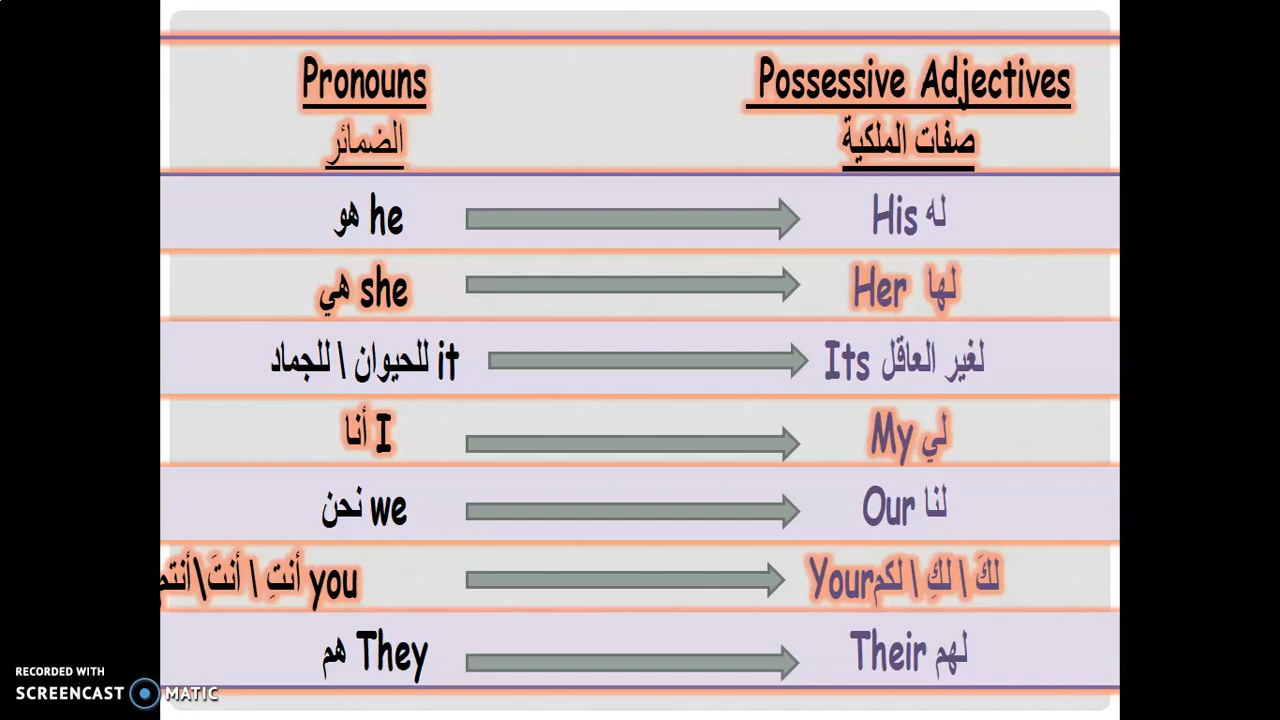 Pronouns Possessive Adjectives
الضمائر صفات الملكية
he هو His له
she هي Her لها
it للحيوان \ للجماد Its لغير العاقل
I أنا My لي
we نحن Our لنا
you أنتِ \ أنتَ\أنتم Your لكَ \ لكِ \ لكم
They هم Their لهم
RECORDED WITH
SCREENCAST MATIC